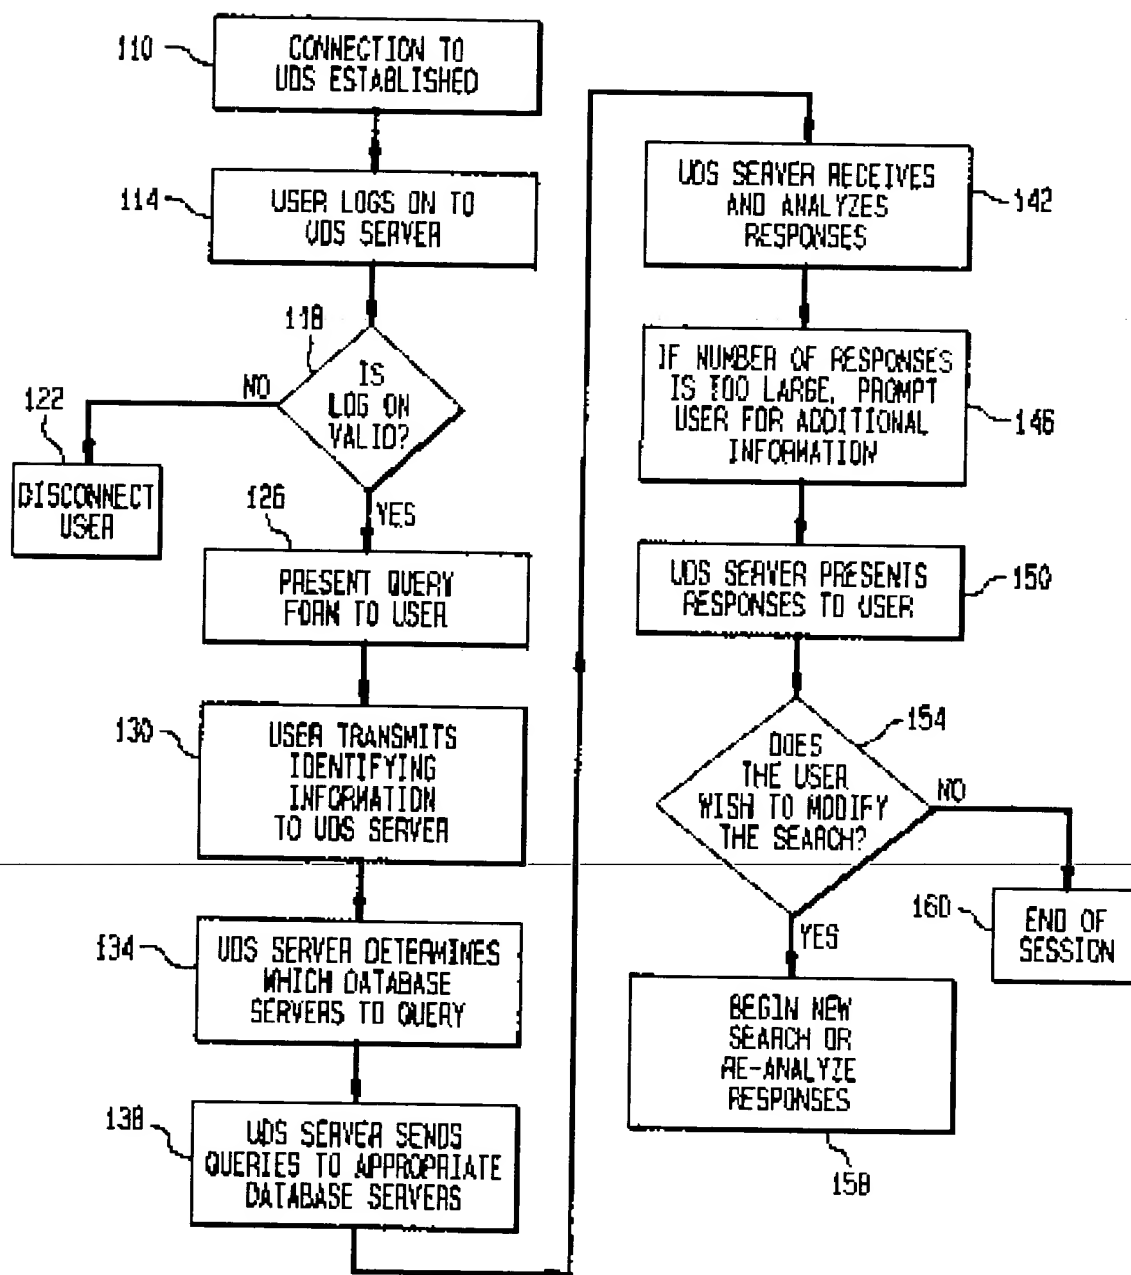 110
CONNECTION TO
UDS ESTABLISHED
114
USER LOGS ON TO
UDS SERVER
118
IS
LOG ON
VALID?
NO
122
DISCONNECT
USER
YES
126
PRESENT QUERY
FORM TO USER
130
USER TRANSMITS
IDENTIFYING
INFORMATION
TO UDS SERVER
134
UDS SERVER DETERMINES
WHICH DATABASE
SERVERS TO QUERY
138
UDS SERVER SENDS
QUERIES TO APPROPRIATE
DATABASE SERVERS
UDS SERVER RECEIVES
AND ANALYZES
RESPONSES
142
IF NUMBER OF RESPONSES
IS TOO LARGE, PROMPT
USER FOR ADDITIONAL
INFORMATION
146
UDS SERVER PRESENTS
RESPONSES TO USER
150
154
DOES
THE USER
WISH TO MODIFY
THE SEARCH?
NO
160
END OF
SESSION
YES
BEGIN NEW
SEARCH OR
RE-ANALYZE
RESPONSES
158